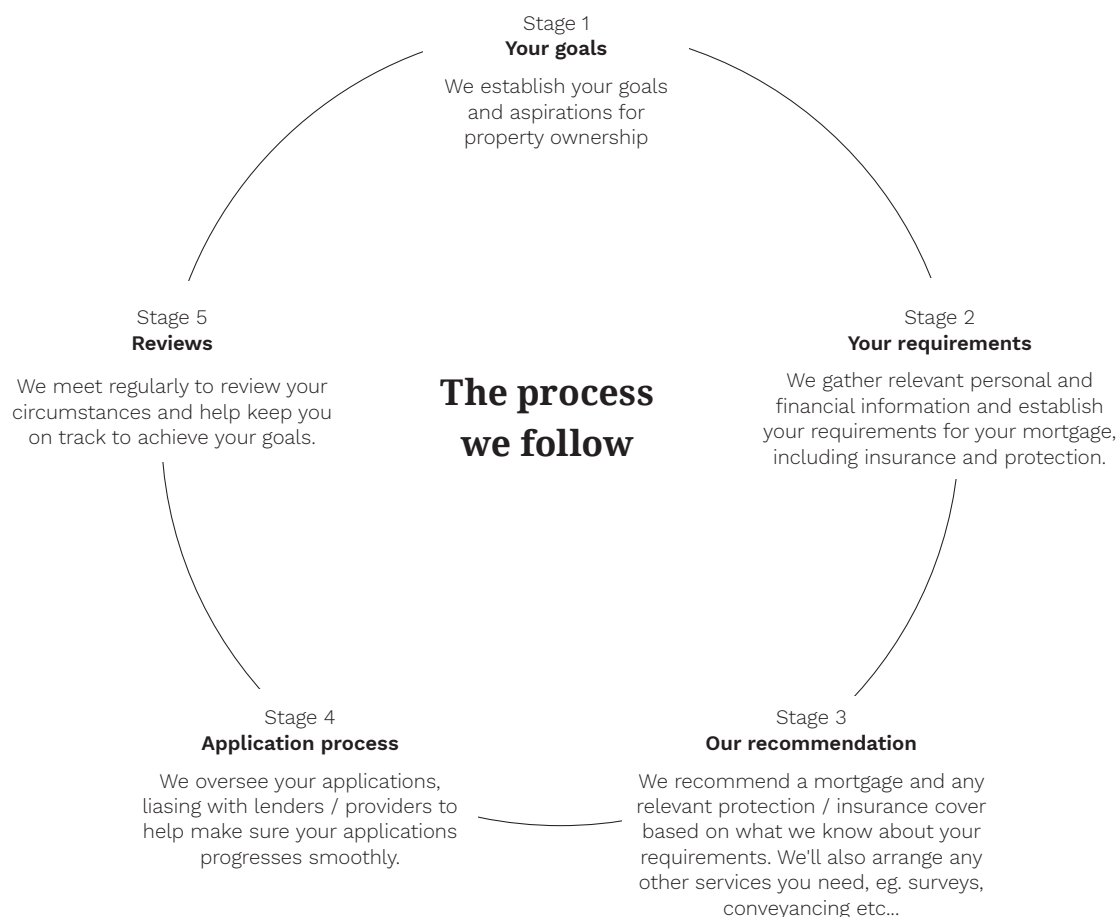 Stage 1
Your goals
We establish your goals
and aspirations for
property ownership
Stage 2
Your requirements
We gather relevant personal and
financial information and establish
your requirements for your mortgage,
including insurance and protection.
Stage 3
Our recommendation
We recommend a mortgage and any
relevant protection / insurance cover
based on what we know about your
requirements. We'll also arrange any
other services you need, eg. surveys,
conveyancing etc...
Stage 4
Application process
We oversee your applications,
liasing with lenders / providers to
help make sure your applications
progresses smoothly.
Stage 5
Reviews
We meet regularly to review your
circumstances and help keep you
on track to achieve your goals.
The process
we follow